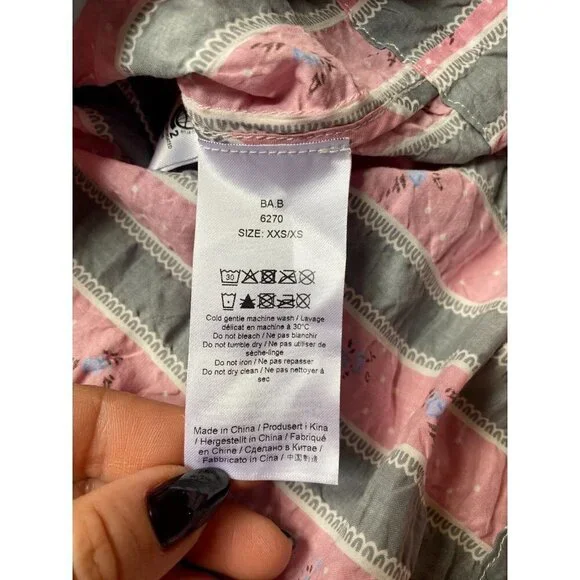 BA.B
6270
SIZE: XXS/XS
30
Cold gentle machine wash / Lavage
délicat en machine à 30°C
Do not bleach / Ne pas blanchir
Do not tumble dry / Ne pas utiliser de
sèche-linge
Do not iron / Ne pas repasser
Do not dry clean / Ne pas nettoyer à
sec
Made in China / Produsert i Kina
/ Hergestellt in China / Fabriqué
en Chine / Сделано в Китае /
Fabbricato in Cina / 中国制造